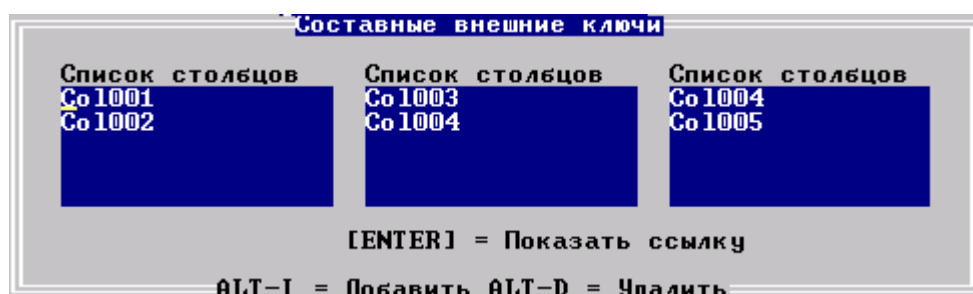 Составные внешние ключи
Список столбцов Список столбцов Список столбцов
Col001 Col003 Col004
Col002 Col004 Col005
[ENTER] = Показать ссылку
ALT-I = Добавить ALT-D = Удалить